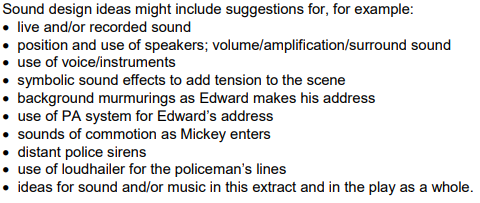 Sound design ideas might include suggestions for, for example:
• live and/or recorded sound
• position and use of speakers; volume/amplification/surround sound
• use of voice/instruments
• symbolic sound effects to add tension to the scene
• background murmurings as Edward makes his address
• use of PA system for Edward's address
• sounds of commotion as Mickey enters
• distant police sirens
• use of loudhailer for the policeman's lines
• ideas for sound and/or music in this extract and in the play as a whole.